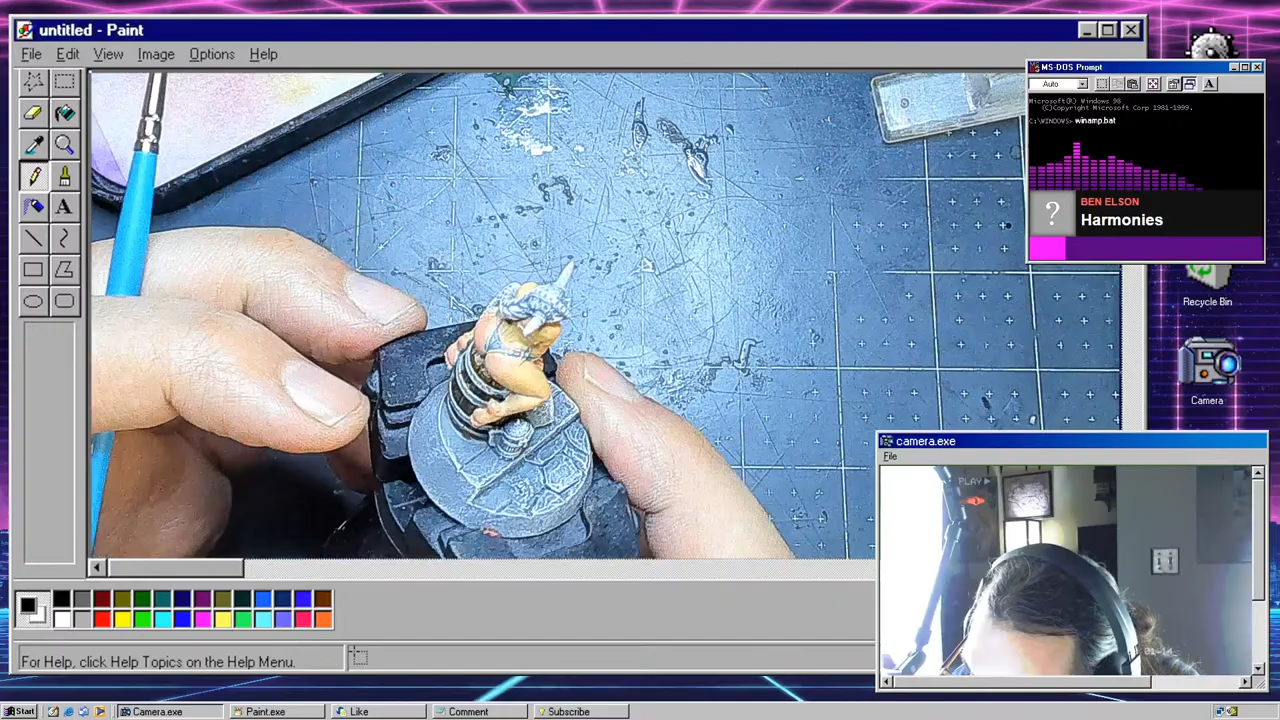 untitled - Paint
File Edit View Image Options Help
MS-DOS Prompt
Auto
Microsoft(R) Windows 98
(C)Copyright Microsoft Corp 1981-1999.
C:\WINDOWS> winamp.bat
?
BEN ELSON
Harmonies
Recycle Bin
Camera
camera.exe
File
PLAY
For Help, click Help Topics on the Help Menu.
Start Camera.exe Paint.exe Like Comment Subscribe